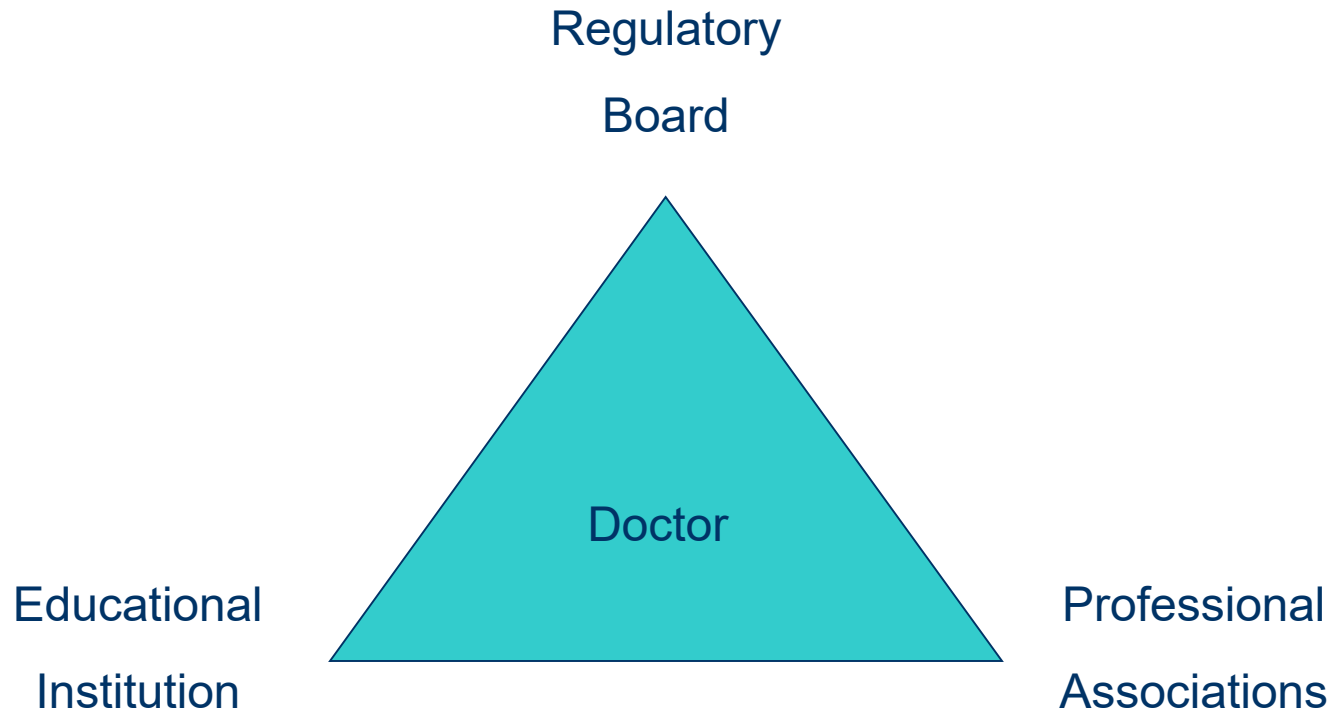 Regulatory
Board
Doctor
Educational
Institution
Professional
Associations